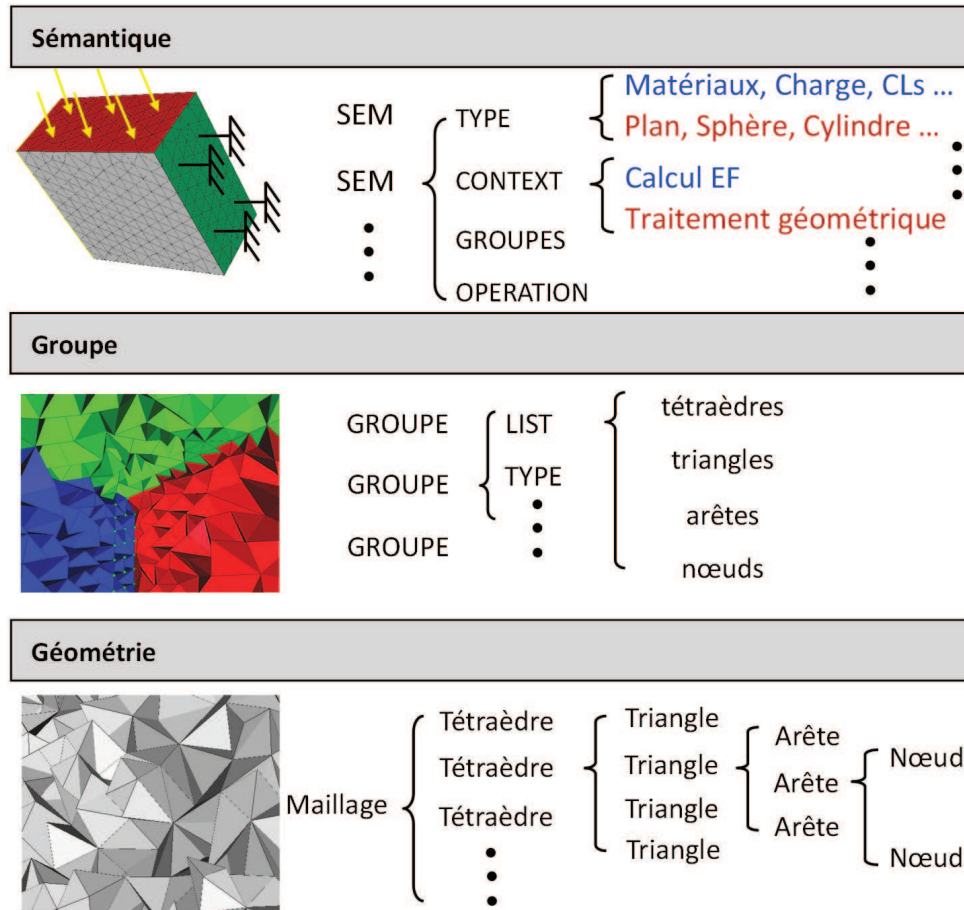 Sémantique
SEM
TYPE
Matériaux, Charge, CLs ...
Plan, Sphère, Cylindre ...
SEM
CONTEXT
Calcul EF
Traitement géométrique
GROUPES
OPERATION
Groupe
GROUPE
LIST
tétraèdres
GROUPE
TYPE
triangles
GROUPE
arêtes
nœuds
Géométrie
Maillage
Tétraèdre
Tétraèdre
Tétraèdre
Triangle
Triangle
Triangle
Triangle
Arête
Arête
Arête
Nœud
Nœud